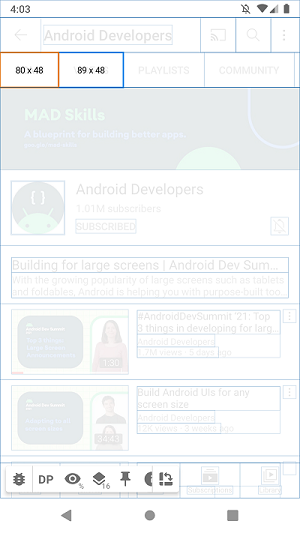 4:03
Android Developers
80 x 48
89 x 48
PLAYLISTS
COMMUNITY
MAD Skills
A blueprint for building better apps.
Android Developers
1.01M subscribers
SUBSCRIBED
Building for large screens | Android Dev Sum...
With the growing popularity of large screens such as tablets
and foldables, Android is helping you with purpose built too
#AndroidDevSummit '21: Top
3 things in developing for larg...
Android Developers
1.7M views · 5 days ago
1:30
Build Android UIs for any
screen size
Android Developers
12K views · 3 weeks ago
DP
%
16
Subscriptions
Library